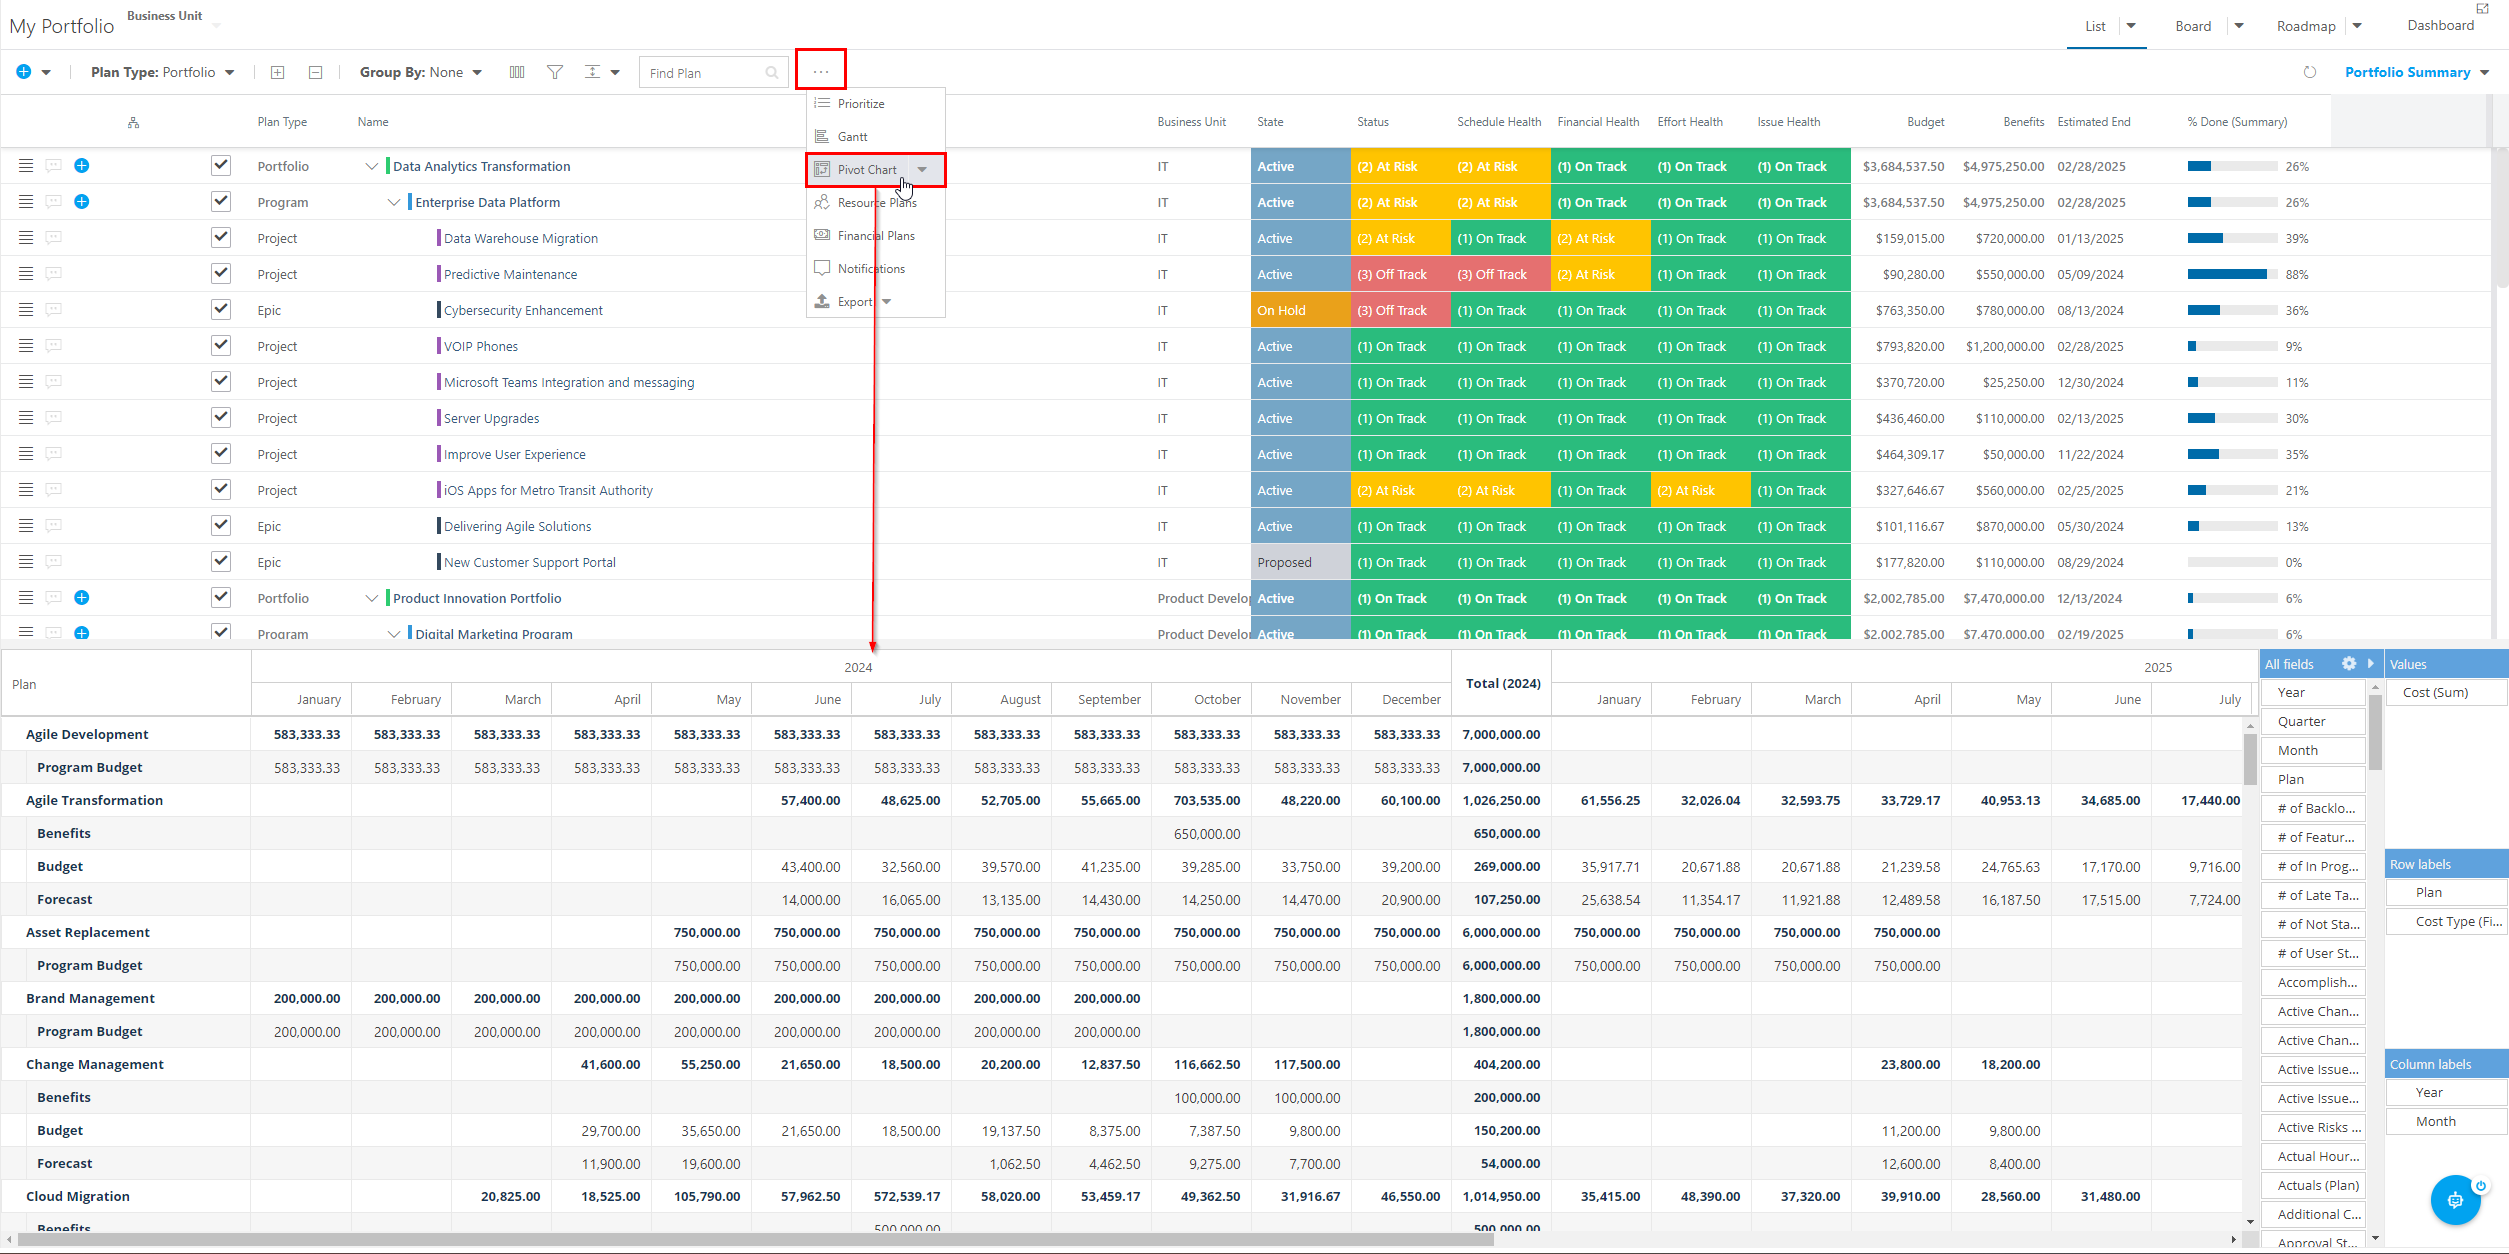 My Portfolio
Business Unit
List
Board
Roadmap
Dashboard
Plan Type: Portfolio
Group By: None
Find Plan
...
Portfolio Summary
Prioritize
Gantt
Pivot Chart
Resource Plans
Financial Plans
Notifications
Export
Plan Type Name Business Unit State Status Schedule Health Financial Health Effort Health Issue Health Budget Benefits Estimated End % Done (Summary)
Portfolio Data Analytics Transformation IT Active (2) At Risk (2) At Risk (1) On Track (1) On Track (1) On Track $3,684,537.50 $4,975,250.00 02/28/2025 26%
Program Enterprise Data Platform IT Active (2) At Risk (2) At Risk (1) On Track (1) On Track (1) On Track $3,684,537.50 $4,975,250.00 02/28/2025 26%
Project Data Warehouse Migration IT Active (2) At Risk (1) On Track (2) At Risk (1) On Track (1) On Track $159,015.00 $720,000.00 01/13/2025 39%
Project Predictive Maintenance IT Active (3) Off Track (3) Off Track (2) At Risk (1) On Track (1) On Track $90,280.00 $550,000.00 05/09/2024 88%
Epic Cybersecurity Enhancement IT On Hold (3) Off Track (1) On Track (1) On Track (1) On Track (1) On Track $763,350.00 $780,000.00 08/13/2024 36%
Project VOIP Phones IT Active (1) On Track (1) On Track (1) On Track (1) On Track (1) On Track $793,820.00 $1,200,000.00 02/28/2025 9%
Project Microsoft Teams Integration and messaging IT Active (1) On Track (1) On Track (1) On Track (1) On Track (1) On Track $370,720.00 $25,250.00 12/30/2024 11%
Project Server Upgrades IT Active (1) On Track (1) On Track (1) On Track (1) On Track (1) On Track $436,460.00 $110,000.00 02/13/2025 30%
Project Improve User Experience IT Active (1) On Track (1) On Track (1) On Track (1) On Track (1) On Track $464,309.17 $50,000.00 11/22/2024 35%
Project iOS Apps for Metro Transit Authority IT Active (2) At Risk (2) At Risk (1) On Track (2) At Risk (1) On Track $327,646.67 $560,000.00 02/25/2025 21%
Epic Delivering Agile Solutions IT Active (1) On Track (1) On Track (1) On Track (1) On Track (1) On Track $101,116.67 $870,000.00 05/30/2024 13%
Epic New Customer Support Portal IT Proposed (1) On Track (1) On Track (1) On Track (1) On Track (1) On Track $177,820.00 $110,000.00 08/29/2024 0%
Portfolio Product Innovation Portfolio Product Develop Active (1) On Track (1) On Track (1) On Track (1) On Track (1) On Track $2,002,785.00 $7,470,000.00 12/13/2024 6%
Program Digital Marketing Program Product Develop Active (1) On Track (1) On Track (1) On Track (1) On Track (1) On Track $2,002,785.00 $7,470,000.00 02/19/2025 6%
Plan 2024 Total (2024) 2025
January February March April May June July August September October November December January February March April May June July
Agile Development 583,333.33 583,333.33 583,333.33 583,333.33 583,333.33 583,333.33 583,333.33 583,333.33 583,333.33 583,333.33 583,333.33 583,333.33 7,000,000.00
Program Budget 583,333.33 583,333.33 583,333.33 583,333.33 583,333.33 583,333.33 583,333.33 583,333.33 583,333.33 583,333.33 583,333.33 583,333.33 7,000,000.00
Agile Transformation 57,400.00 48,625.00 52,705.00 55,665.00 703,535.00 48,220.00 60,100.00 1,026,250.00 61,556.25 32,026.04 32,593.75 33,729.17 40,953.13 34,685.00 17,440.00
Benefits 650,000.00 650,000.00
Budget 43,400.00 32,560.00 39,570.00 41,235.00 39,285.00 33,750.00 39,200.00 269,000.00 35,917.71 20,671.88 20,671.88 21,239.58 24,765.63 17,170.00 9,716.00
Forecast 14,000.00 16,065.00 13,135.00 14,430.00 14,250.00 14,470.00 20,900.00 107,250.00 25,638.54 11,354.17 11,921.88 12,489.58 16,187.50 17,515.00 7,724.00
Asset Replacement 750,000.00 750,000.00 750,000.00 750,000.00 750,000.00 750,000.00 750,000.00 750,000.00 6,000,000.00 750,000.00 750,000.00 750,000.00 750,000.00
Program Budget 750,000.00 750,000.00 750,000.00 750,000.00 750,000.00 750,000.00 750,000.00 750,000.00 6,000,000.00 750,000.00 750,000.00 750,000.00 750,000.00
Brand Management 200,000.00 200,000.00 200,000.00 200,000.00 200,000.00 200,000.00 200,000.00 200,000.00 200,000.00 1,800,000.00
Program Budget 200,000.00 200,000.00 200,000.00 200,000.00 200,000.00 200,000.00 200,000.00 200,000.00 200,000.00 1,800,000.00
Change Management 41,600.00 55,250.00 21,650.00 18,500.00 20,200.00 12,837.50 116,662.50 117,500.00 404,200.00 23,800.00 18,200.00
Benefits 100,000.00 100,000.00 200,000.00
Budget 29,700.00 35,650.00 21,650.00 18,500.00 19,137.50 8,375.00 7,387.50 9,800.00 150,200.00 11,200.00 9,800.00
Forecast 11,900.00 19,600.00 1,062.50 4,462.50 9,275.00 7,700.00 54,000.00 12,600.00 8,400.00
Cloud Migration 20,825.00 18,525.00 105,790.00 57,962.50 572,539.17 58,020.00 53,459.17 49,362.50 31,916.67 46,550.00 1,014,950.00 35,415.00 48,390.00 37,320.00 39,910.00 28,560.00 31,480.00
Benefits 500,000.00 500,000.00
All fields
Year
Quarter
Month
Plan
# of Backlo...
# of Featur...
# of In Prog...
# of Late Ta...
# of Not Sta...
# of User St...
Accomplish...
Active Chan...
Active Chan...
Active Issue...
Active Issue...
Active Risks ...
Actual Hour...
Actuals (Plan)
Additional C...
Approval St...
Values
Cost (Sum)
Row labels
Plan
Cost Type (Fi...
Column labels
Year
Month